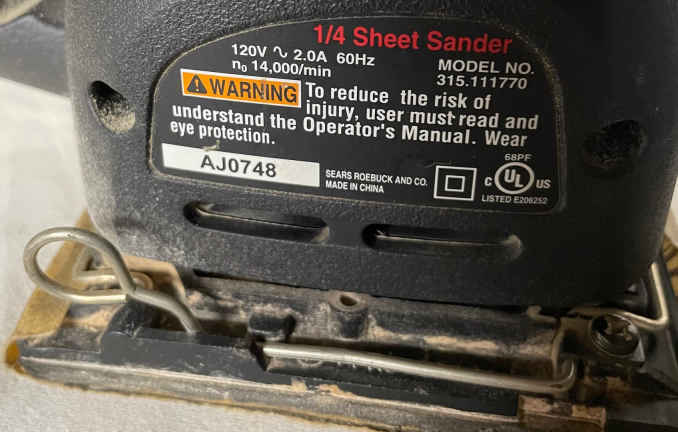 1/4 Sheet Sander
120V ∿ 2.0A 60Hz
n₀ 14,000/min
MODEL NO.
315.111770
WARNING To reduce the risk of
injury, user must read and
understand the Operator's Manual. Wear
eye protection.
AJ0748
SEARS ROEBUCK AND CO.
MADE IN CHINA
68PF
C UL US
LISTED E206252